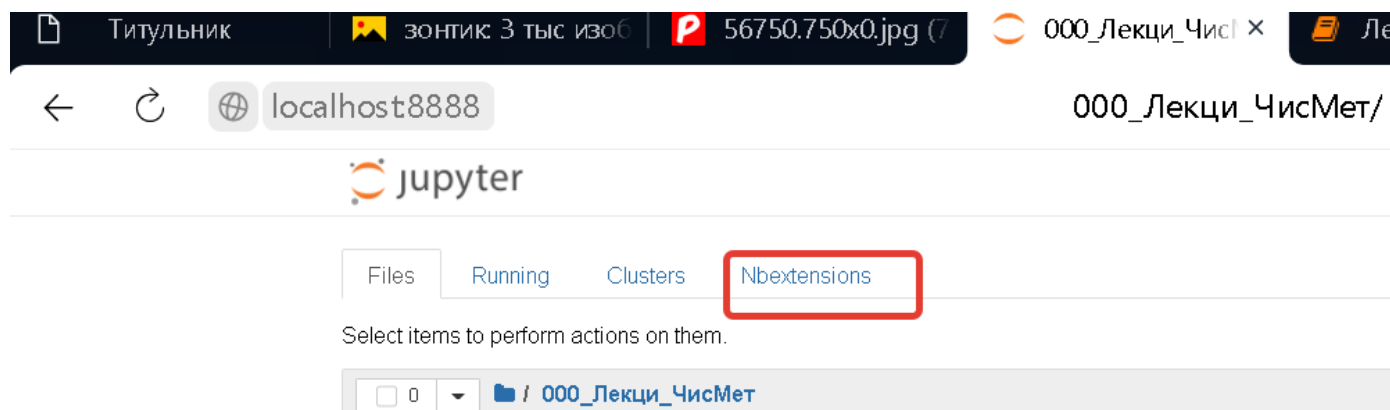 Титульник зонтик: 3 тыс изоб 56750.750x0.jpg (7 000_Лекци_Чис Ле
localhost8888 000_Лекци_ЧисМет/
jupyter
Files Running Clusters Nbextensions
Select items to perform actions on them.
0 / 000_Лекци_ЧисМет